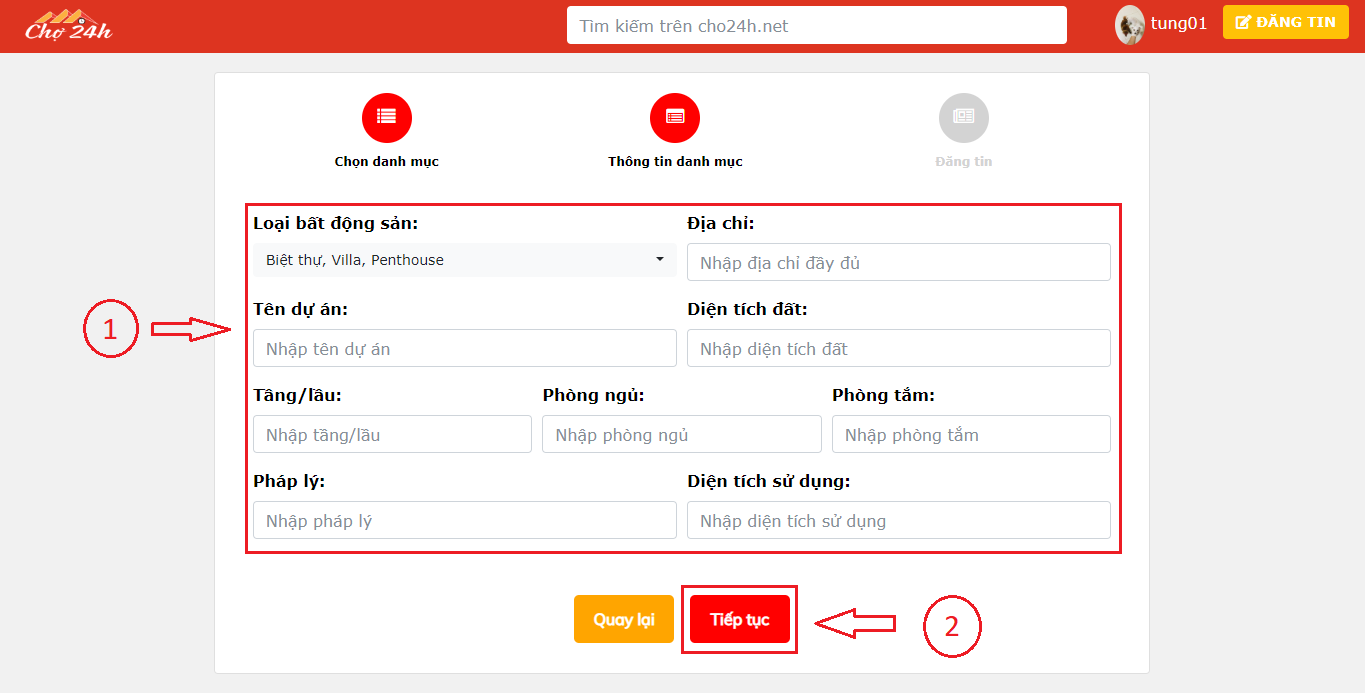 Chợ 24h
Tìm kiếm trên cho24h.net
tung01
ĐĂNG TIN
Chọn danh mục
Thông tin danh mục
Đăng tin
Loại bất động sản:
Địa chỉ:
Biệt thự, Villa, Penthouse
Nhập địa chỉ đầy đủ
Tên dự án:
Diện tích đất:
Nhập tên dự án
Nhập diện tích đất
Tầng/lầu:
Phòng ngủ:
Phòng tắm:
Nhập tầng/lầu
Nhập phòng ngủ
Nhập phòng tắm
Pháp lý:
Diện tích sử dụng:
Nhập pháp lý
Nhập diện tích sử dụng
1
Quay lại
Tiếp tục
2